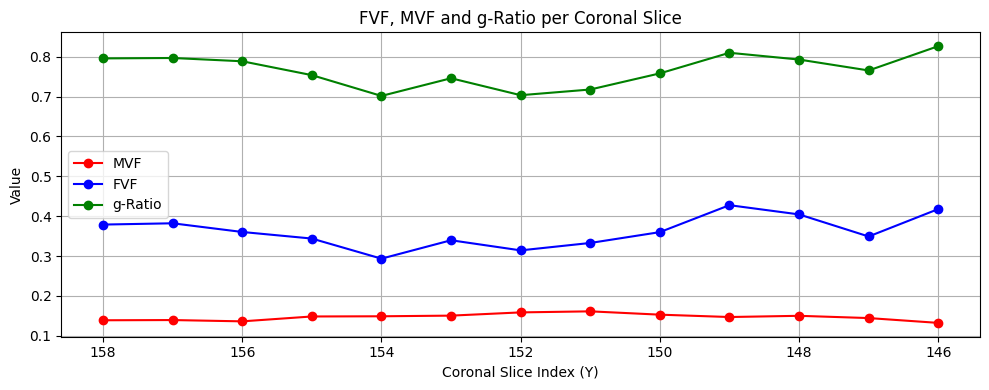 FVF, MVF and g-Ratio per Coronal Slice
Value
0.8
0.7
0.6
0.5
0.4
0.3
0.2
0.1
MVF
FVF
g-Ratio
158
156
154
152
150
148
146
Coronal Slice Index (Y)